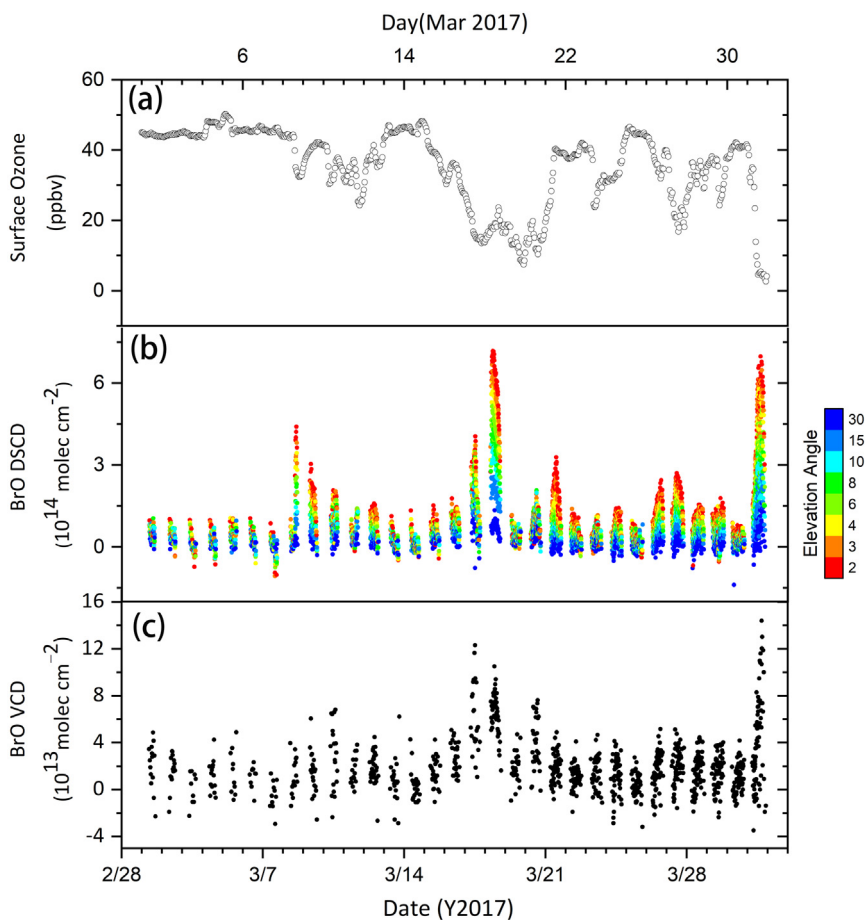 Day(Mar 2017)
6 14 22 31
(a)
60
40
20
0
Surface Ozone
(ppbv)
(b)
6
3
0
BrO DSCD
(10^14 molec cm^−2)
Elevation Angle
30
15
10
8
6
4
3
2
(c)
16
12
8
4
0
-4
BrO VCD
(10^13 molec cm^−2)
2/28 3/7 3/14 3/21 3/28
Date (Y2017)